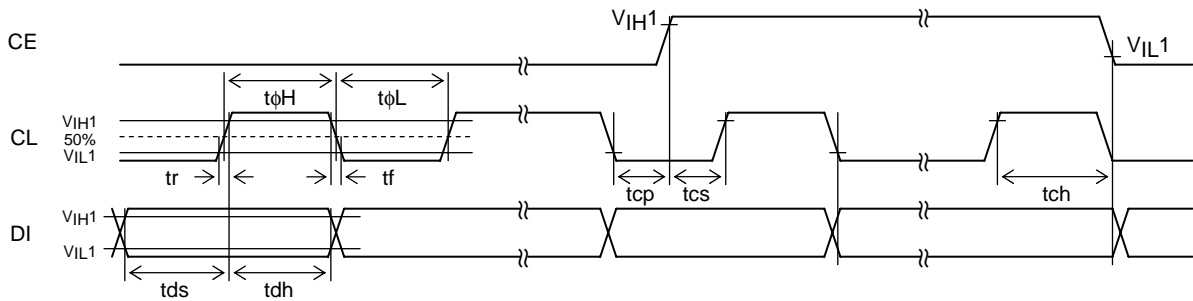 VIH1
CE
VIL1
tϕH
tϕL
VIH1
50%
CL
VIL1
tr
tf
tcp
tcs
tch
VIH1
DI
VIL1
tds
tdh